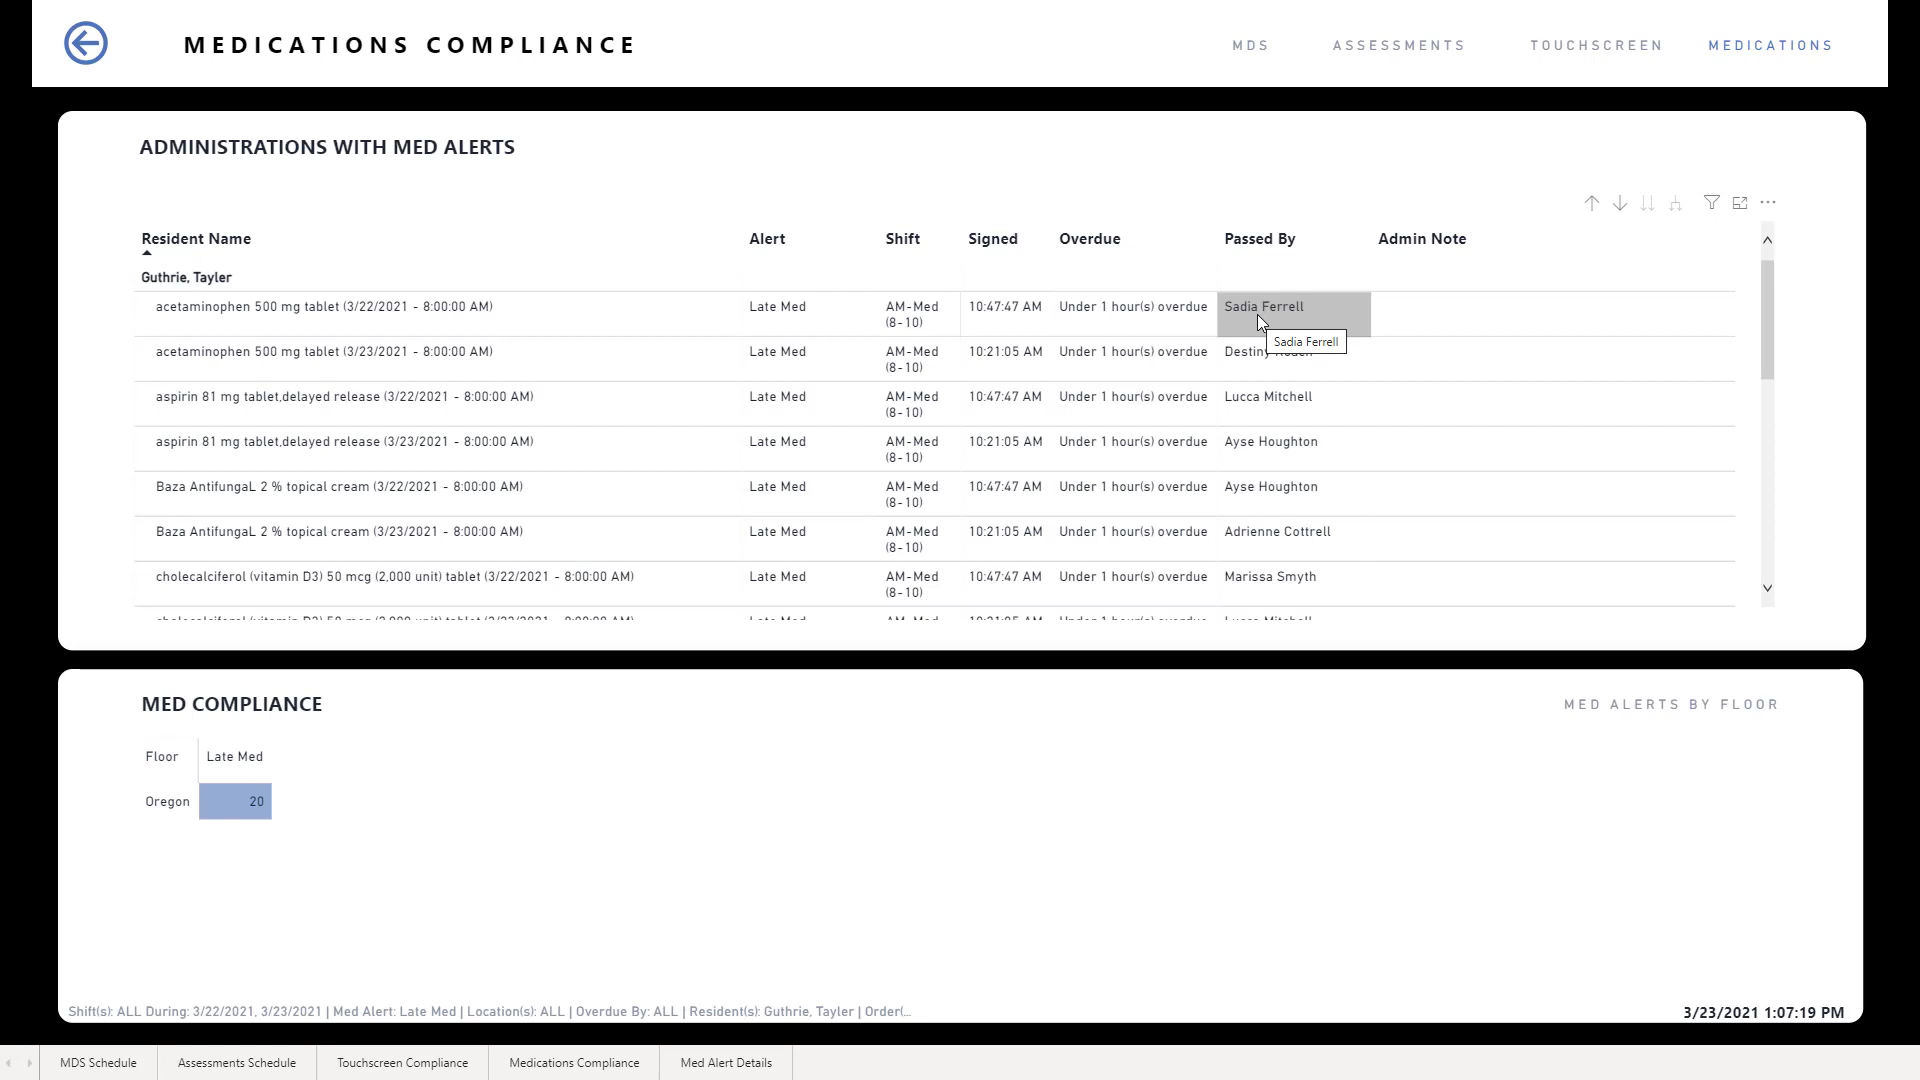 MEDICATIONS COMPLIANCE
MDS ASSESSMENTS TOUCHSCREEN MEDICATIONS
ADMINISTRATIONS WITH MED ALERTS
Resident Name Alert Shift Signed Overdue Passed By Admin Note
Guthrie, Tayler
acetaminophen 500 mg tablet (3/22/2021 - 8:00:00 AM) Late Med AM-Med (8-10) 10:47:47 AM Under 1 hour(s) overdue Sadia Ferrell
Sadia Ferrell
acetaminophen 500 mg tablet (3/23/2021 - 8:00:00 AM) Late Med AM-Med (8-10) 10:21:05 AM Under 1 hour(s) overdue Destiny
aspirin 81 mg tablet,delayed release (3/22/2021 - 8:00:00 AM) Late Med AM-Med (8-10) 10:47:47 AM Under 1 hour(s) overdue Lucca Mitchell
aspirin 81 mg tablet,delayed release (3/23/2021 - 8:00:00 AM) Late Med AM-Med (8-10) 10:21:05 AM Under 1 hour(s) overdue Ayse Houghton
Baza AntifungaL 2 % topical cream (3/22/2021 - 8:00:00 AM) Late Med AM-Med (8-10) 10:47:47 AM Under 1 hour(s) overdue Ayse Houghton
Baza AntifungaL 2 % topical cream (3/23/2021 - 8:00:00 AM) Late Med AM-Med (8-10) 10:21:05 AM Under 1 hour(s) overdue Adrienne Cottrell
cholecalciferol (vitamin D3) 50 mcg (2,000 unit) tablet (3/22/2021 - 8:00:00 AM) Late Med AM-Med (8-10) 10:47:47 AM Under 1 hour(s) overdue Marissa Smyth
MED COMPLIANCE
MED ALERTS BY FLOOR
Floor Late Med
Oregon 20
Shift(s): ALL During: 3/22/2021, 3/23/2021 | Med Alert: Late Med | Location(s): ALL | Overdue By: ALL | Resident(s): Guthrie, Tayler | Order(...
3/23/2021 1:07:19 PM
MDS Schedule Assessments Schedule Touchscreen Compliance Medications Compliance Med Alert Details